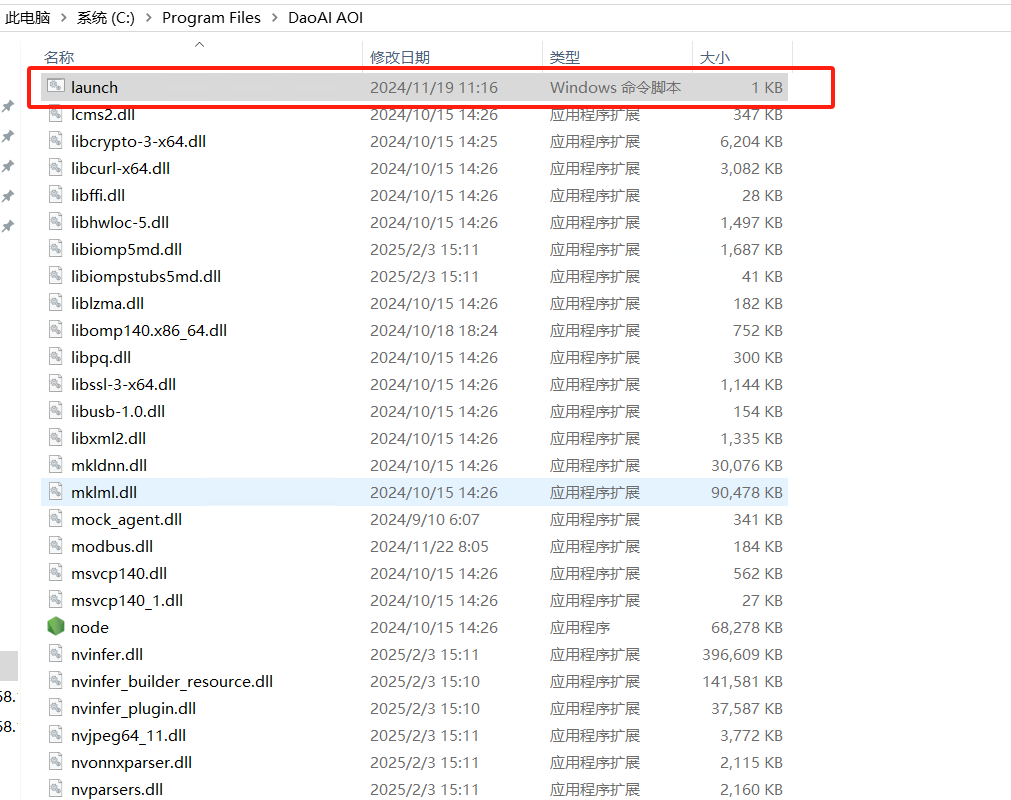 此电脑 > 系统 (C:) > Program Files > DaoAI AOI
名称 修改日期 类型 大小
launch 2024/11/19 11:16 Windows 命令脚本 1 KB
lcms2.dll 2024/10/15 14:26 应用程序扩展 347 KB
libcrypto-3-x64.dll 2024/10/15 14:25 应用程序扩展 6,204 KB
libcurl-x64.dll 2024/10/15 14:26 应用程序扩展 3,082 KB
libffi.dll 2024/10/15 14:26 应用程序扩展 28 KB
libhwloc-5.dll 2024/10/15 14:26 应用程序扩展 1,497 KB
libiomp5md.dll 2025/2/3 15:11 应用程序扩展 1,687 KB
libiompstubs5md.dll 2025/2/3 15:11 应用程序扩展 41 KB
liblzma.dll 2024/10/15 14:26 应用程序扩展 182 KB
libomp140.x86_64.dll 2024/10/18 18:24 应用程序扩展 752 KB
libpq.dll 2024/10/15 14:26 应用程序扩展 300 KB
libssl-3-x64.dll 2024/10/15 14:26 应用程序扩展 1,144 KB
libusb-1.0.dll 2024/10/15 14:26 应用程序扩展 154 KB
libxml2.dll 2024/10/15 14:26 应用程序扩展 1,335 KB
mkldnn.dll 2024/10/15 14:26 应用程序扩展 30,076 KB
mklml.dll 2024/10/15 14:26 应用程序扩展 90,478 KB
mock_agent.dll 2024/9/10 6:07 应用程序扩展 341 KB
modbus.dll 2024/11/22 8:05 应用程序扩展 184 KB
msvcp140.dll 2024/10/15 14:26 应用程序扩展 562 KB
msvcp140_1.dll 2024/10/15 14:26 应用程序扩展 27 KB
node 2024/10/15 14:26 应用程序 68,278 KB
nvinfer.dll 2025/2/3 15:11 应用程序扩展 396,609 KB
nvinfer_builder_resource.dll 2025/2/3 15:10 应用程序扩展 141,581 KB
58. nvinfer_plugin.dll 2025/2/3 15:10 应用程序扩展 37,587 KB
58. nvjpeg64_11.dll 2025/2/3 15:11 应用程序扩展 3,772 KB
nvonnxparser.dll 2025/2/3 15:11 应用程序扩展 2,115 KB
nvparsers.dll 2025/2/3 15:11 应用程序扩展 2,160 KB